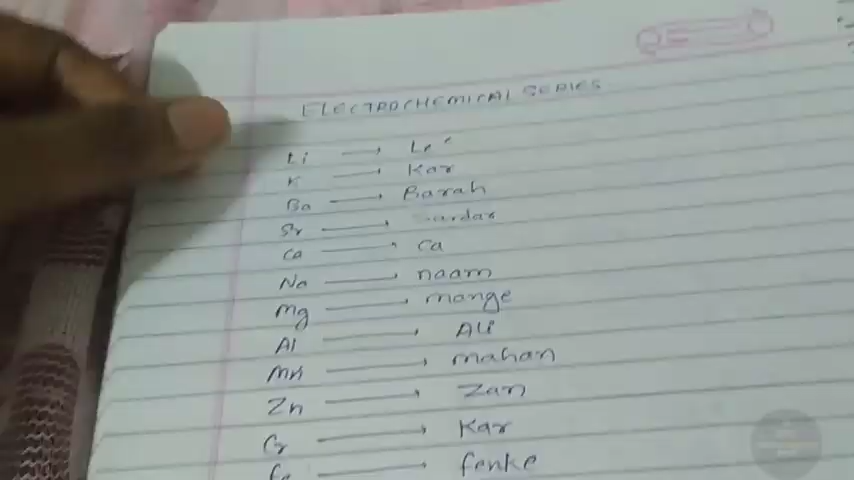 ELECTROCHEMICAL SERIES
Li → Le
K → Kar
Ba → Barah
Sr → Sardar
Ca → Ca
Na → naam
Mg → mange
Al → Ali
Mn → mahan
Zn → Zan
Cr → Kar
Fe → fenke